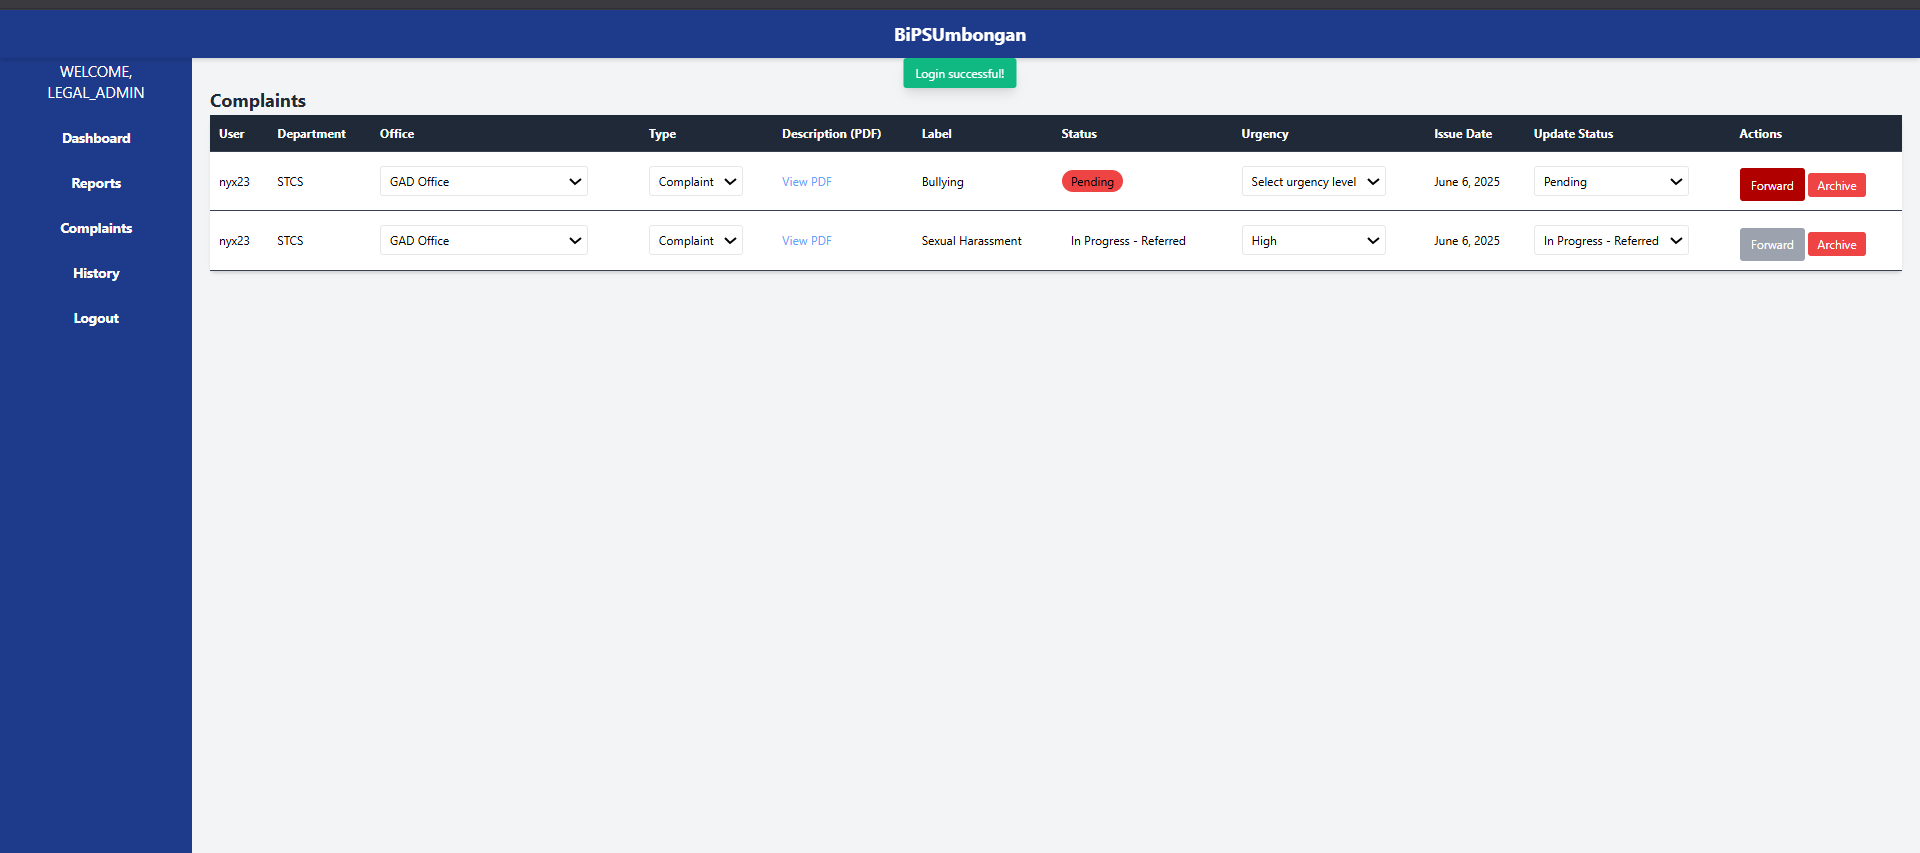 BiPSUmbongan
WELCOME,
LEGAL_ADMIN
Dashboard
Reports
Complaints
History
Logout
Login successful!
Complaints
User Department Office Type Description (PDF) Label Status Urgency Issue Date Update Status Actions
nyx23 STCS GAD Office Complaint View PDF Bullying Pending Select urgency level June 6, 2025 Pending Forward Archive
nyx23 STCS GAD Office Complaint View PDF Sexual Harassment In Progress - Referred High June 6, 2025 In Progress - Referred Forward Archive